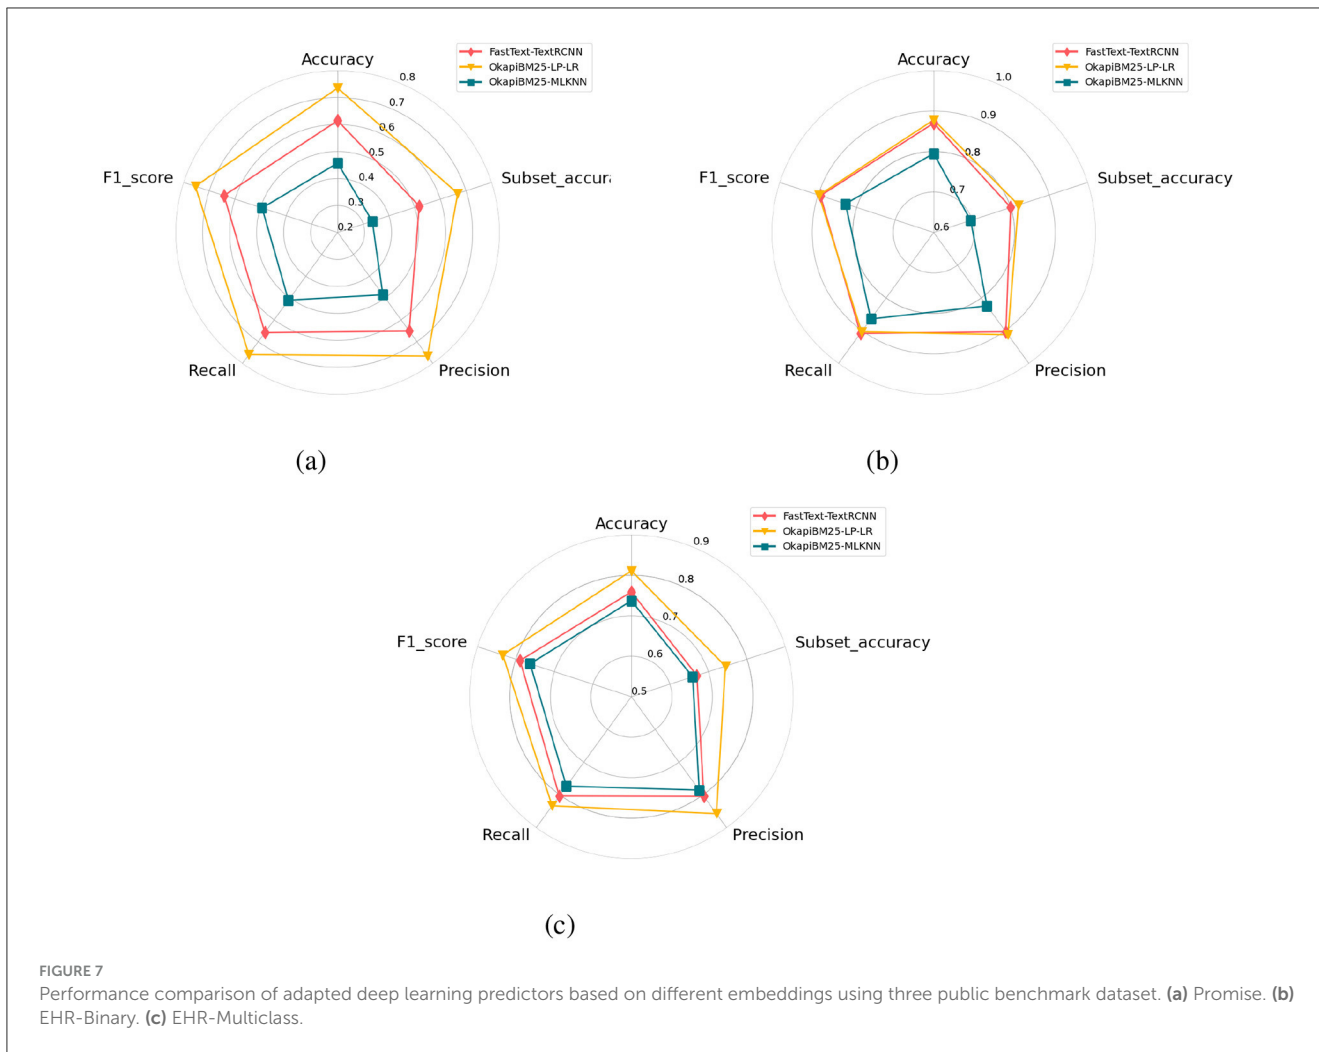 Accuracy
FastText-TextRCNN
OkapiBM25-LP-LR
OkapiBM25-MLKNN
0.8
0.7
0.6
0.5
0.4
0.3
0.2
F1_score
Subset_accura
Recall
Precision
(a)
Accuracy
FastText-TextRCNN
OkapiBM25-LP-LR
OkapiBM25-MLKNN
1.0
0.9
0.8
0.7
0.6
F1_score
Subset_accuracy
Recall
Precision
(b)
Accuracy
FastText-TextRCNN
OkapiBM25-LP-LR
OkapiBM25-MLKNN
0.9
0.8
0.7
0.6
0.5
F1_score
Subset_accuracy
Recall
Precision
(c)
FIGURE 7
Performance comparison of adapted deep learning predictors based on different embeddings using three public benchmark dataset. (a) Promise. (b)
EHR-Binary. (c) EHR-Multiclass.